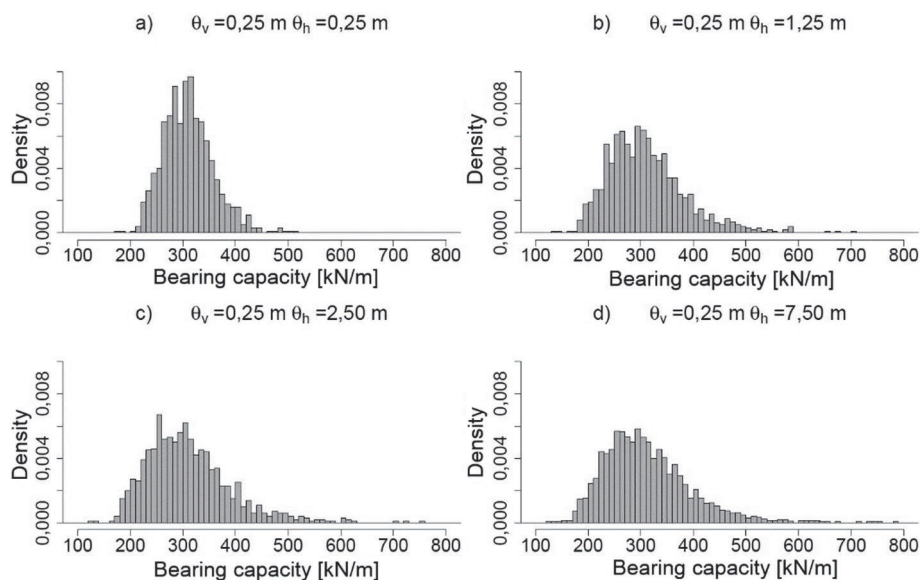 a) θv =0,25 m θh =0,25 m
Density
0,000 0,004 0,008
100 200 300 400 500 600 700 800
Bearing capacity [kN/m]
b) θv =0,25 m θh =1,25 m
Density
0,000 0,004 0,008
100 200 300 400 500 600 700 800
Bearing capacity [kN/m]
c) θv =0,25 m θh =2,50 m
Density
0,000 0,004 0,008
100 200 300 400 500 600 700 800
Bearing capacity [kN/m]
d) θv =0,25 m θh =7,50 m
Density
0,000 0,004 0,008
100 200 300 400 500 600 700 800
Bearing capacity [kN/m]